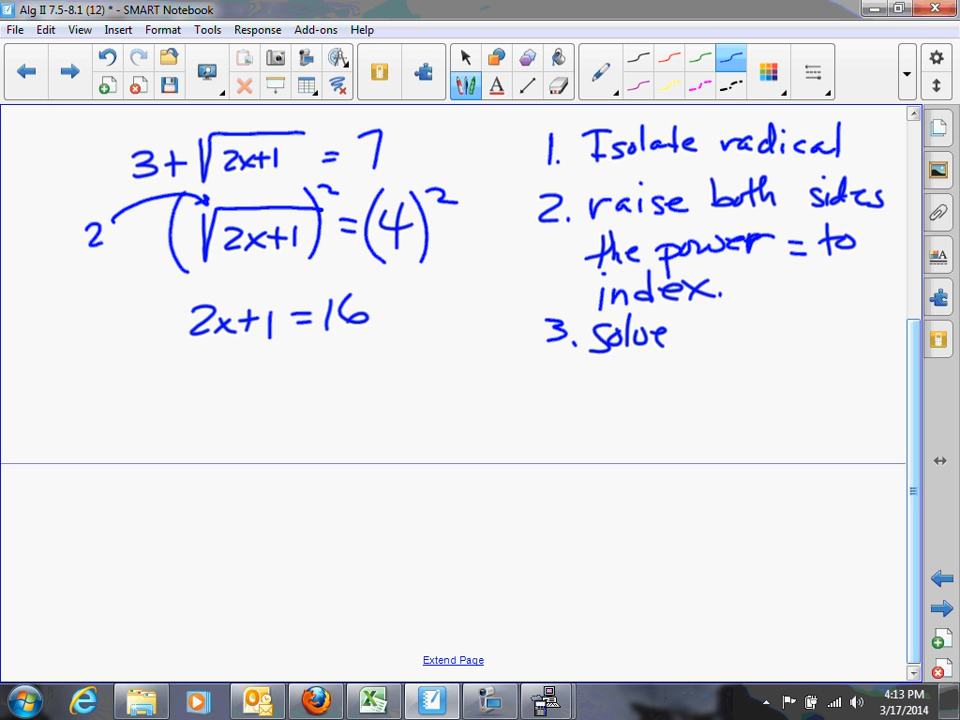 Alg II 7.5-8.1 (12) * - SMART Notebook
File Edit View Insert Format Tools Response Add-ons Help
3+√2x+1 = 7
2 (√2x+1)² = (4)²
2x+1 = 16
1. Isolate radical
2. raise both sides
the power = to
index.
3. solve
Extend Page
4:13 PM
3/17/2014